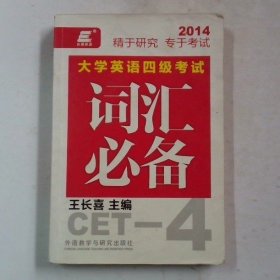 2014
精于研究 专于考试
大学英语四级考试
词汇
必备
王长喜 主编
CET-4
外语教学与研究出版社